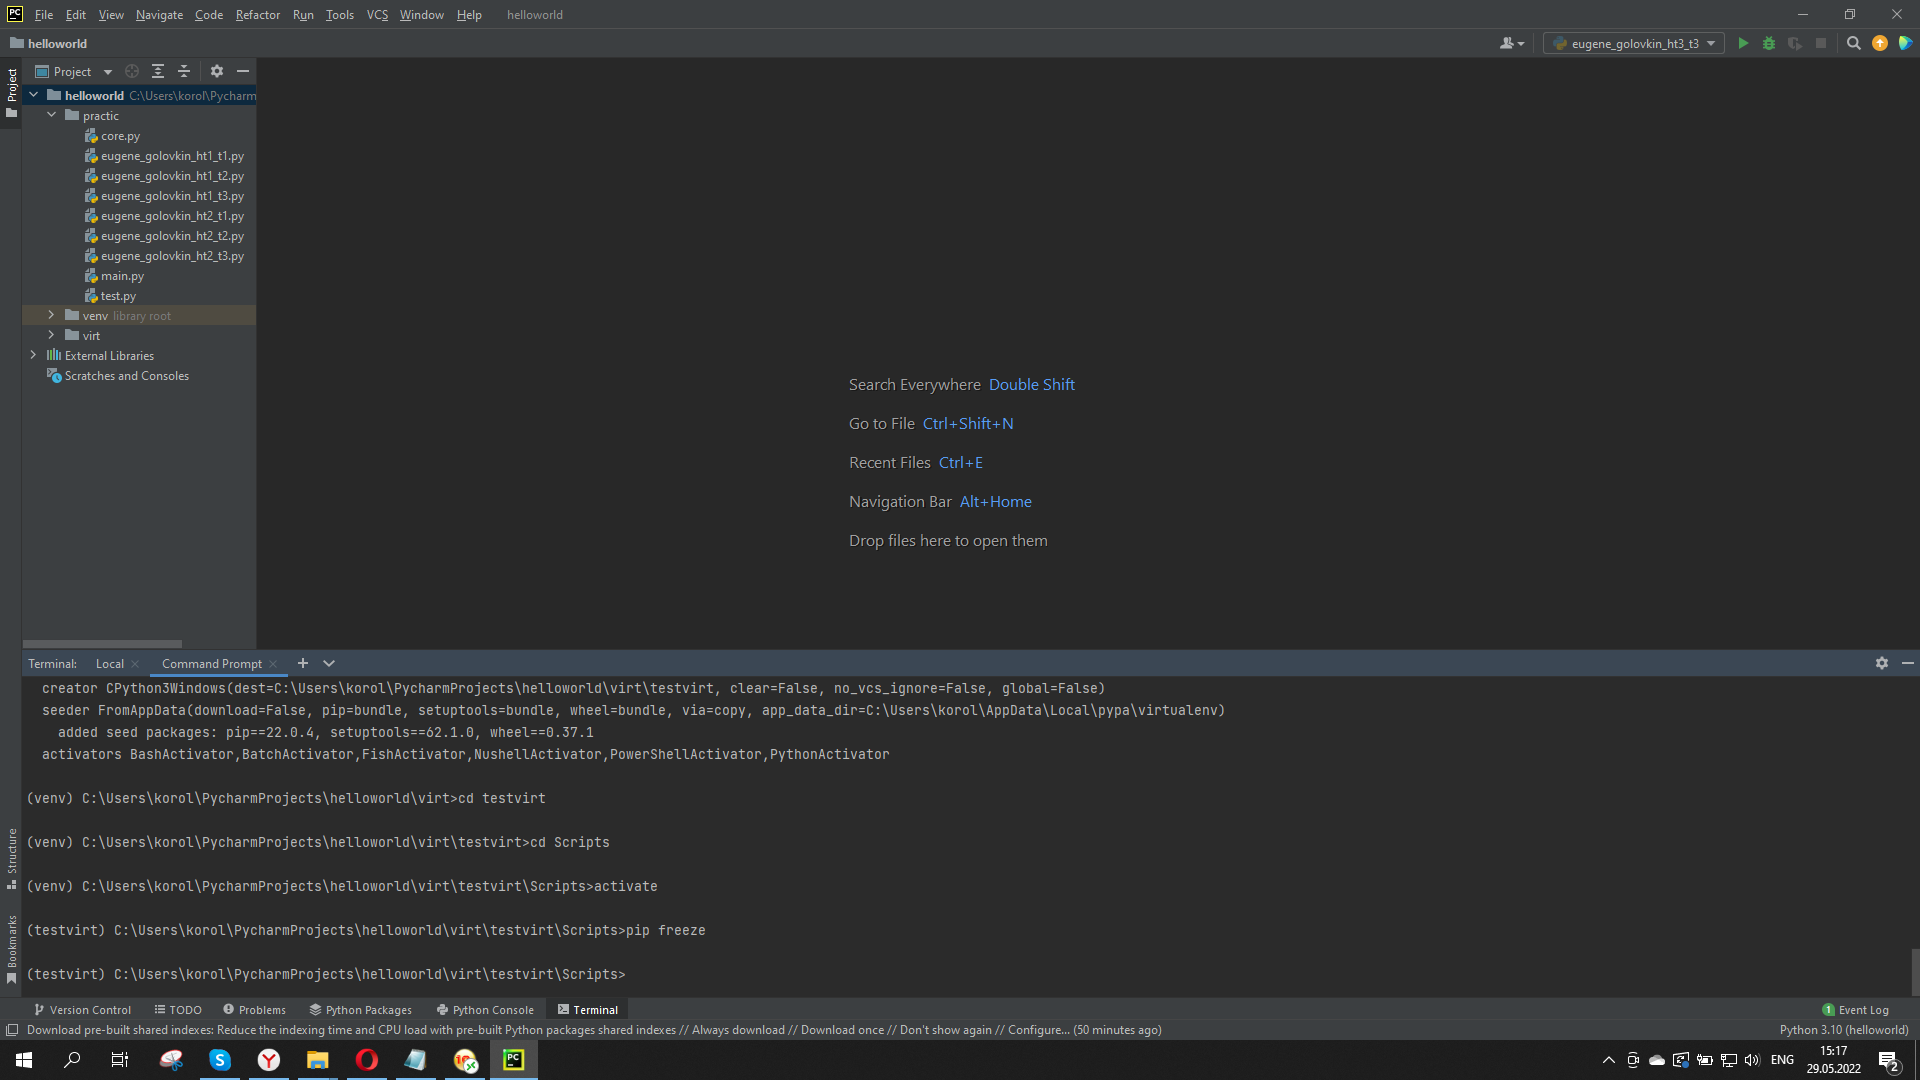 PC File Edit View Navigate Code Refactor Run Tools VCS Window Help helloworld
helloworld eugene_golovkin_ht3_t3
Project
Project
helloworld C:\Users\korol\Pycharm
practic
core.py
eugene_golovkin_ht1_t1.py
eugene_golovkin_ht1_t2.py
eugene_golovkin_ht1_t3.py
eugene_golovkin_ht2_t1.py
eugene_golovkin_ht2_t2.py
eugene_golovkin_ht2_t3.py
main.py
test.py
venv library root
virt
External Libraries
Scratches and Consoles
Search Everywhere Double Shift
Go to File Ctrl+Shift+N
Recent Files Ctrl+E
Navigation Bar Alt+Home
Drop files here to open them
Terminal: Local Command Prompt
creator CPython3Windows(dest=C:\Users\korol\PycharmProjects\helloworld\virt\testvirt, clear=False, no_vcs_ignore=False, global=False)
seeder FromAppData(download=False, pip=bundle, setuptools=bundle, wheel=bundle, via=copy, app_data_dir=C:\Users\korol\AppData\Local\pypa\virtualenv)
added seed packages: pip==22.0.4, setuptools==62.1.0, wheel==0.37.1
activators BashActivator,BatchActivator,FishActivator,NushellActivator,PowerShellActivator,PythonActivator
(venv) C:\Users\korol\PycharmProjects\helloworld\virt>cd testvirt
(venv) C:\Users\korol\PycharmProjects\helloworld\virt\testvirt>cd Scripts
(venv) C:\Users\korol\PycharmProjects\helloworld\virt\testvirt\Scripts>activate
(testvirt) C:\Users\korol\PycharmProjects\helloworld\virt\testvirt\Scripts>pip freeze
(testvirt) C:\Users\korol\PycharmProjects\helloworld\virt\testvirt\Scripts>
Structure
Bookmarks
Version Control TODO Problems Python Packages Python Console Terminal 1 Event Log
Download pre-built shared indexes: Reduce the indexing time and CPU load with pre-built Python packages shared indexes // Always download // Download once // Don't show again // Configure... (50 minutes ago) Python 3.10 (helloworld)
PC ENG 15:17
29.05.2022 2